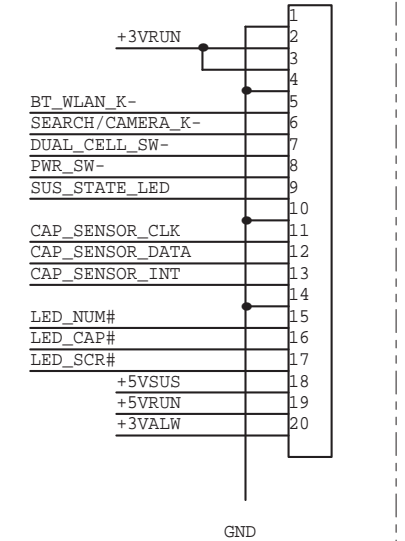 1
+3VRUN 2
3
4
BT_WLAN_K- 5
SEARCH/CAMERA_K- 6
DUAL_CELL_SW- 7
PWR_SW- 8
SUS_STATE_LED 9
10
CAP_SENSOR_CLK 11
CAP_SENSOR_DATA 12
CAP_SENSOR_INT 13
14
LED_NUM# 15
LED_CAP# 16
LED_SCR# 17
+5VSUS 18
+5VRUN 19
+3VALW 20
GND